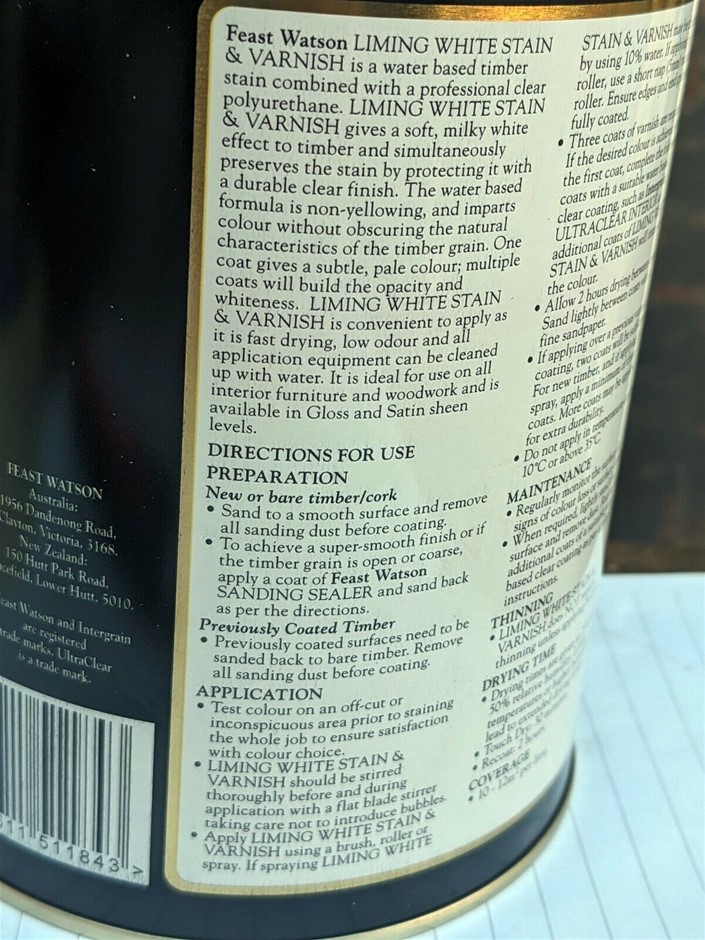 Feast Watson LIMING WHITE STAIN
& VARNISH is a water based timber
stain combined with a professional clear
polyurethane. LIMING WHITE STAIN
& VARNISH gives a soft, milky white
effect to timber and simultaneously
preserves the stain by protecting it with
a durable clear finish. The water based
formula is non-yellowing, and imparts
colour without obscuring the natural
characteristics of the timber grain. One
coat gives a subtle, pale colour; multiple
coats will build the opacity and
whiteness. LIMING WHITE STAIN
& VARNISH is convenient to apply as
it is fast drying, low odour and all
application equipment can be cleaned
up with water. It is ideal for use on all
interior furniture and woodwork and is
available in Gloss and Satin sheen
levels.
DIRECTIONS FOR USE
PREPARATION
New or bare timber/cork
• Sand to a smooth surface and remove
all sanding dust before coating.
• To achieve a super-smooth finish or if
the timber grain is open or coarse,
apply a coat of Feast Watson
SANDING SEALER and sand back
as per the directions.
Previously Coated Timber
• Previously coated surfaces need to be
sanded back to bare timber. Remove
all sanding dust before coating.
APPLICATION
• Test colour on an off-cut or
inconspicuous area prior to staining
the whole job to ensure satisfaction
with colour choice.
• LIMING WHITE STAIN &
VARNISH should be stirred
thoroughly before and during
application with a flat blade stirrer
taking care not to introduce bubbles.
• Apply LIMING WHITE STAIN &
VARNISH using a brush, roller or
spray. If spraying LIMING WHITE
STAIN & VARNISH
by using 10% water. If
roller, use a short nap
roller. Ensure edges and
fully coated.
• Three coats of varnish are
If the desired colour is
the first coat, complete
coats with a suitable
clear coating, such as
ULTRACLEAR
additional coats of LIMING
STAIN & VARNISH
the colour.
• Allow 2 hours drying
Sand lightly between
fine sandpaper.
• If applying over a previous
coating, two coats will
For new timber, and if
spray, apply a minimum
coats. More coats may
for extra durability.
• Do not apply in
10°C or above 35°C.
MAINTENANCE
• Regularly monitor the
signs of colour loss
• When required, lightly
surface and remove
additional coats of
based clear coating
instructions.
THINNING
• LIMING WHITE
VARNISH does
thinning unless
DRYING TIME
• Drying times are
50% relative
temperatures
lead to extended
• Touch Dry: 30
• Recoat: 2 hours
COVERAGE
• 10 - 12m² per litre
FEAST WATSON
Australia:
1956 Dandenong Road,
Clayton, Victoria, 3168.
New Zealand:
150 Hutt Park Road,
Lower Hutt, 5010.
Feast Watson and Intergrain
are registered
trade marks. UltraClear
is a trade mark.
511843 >